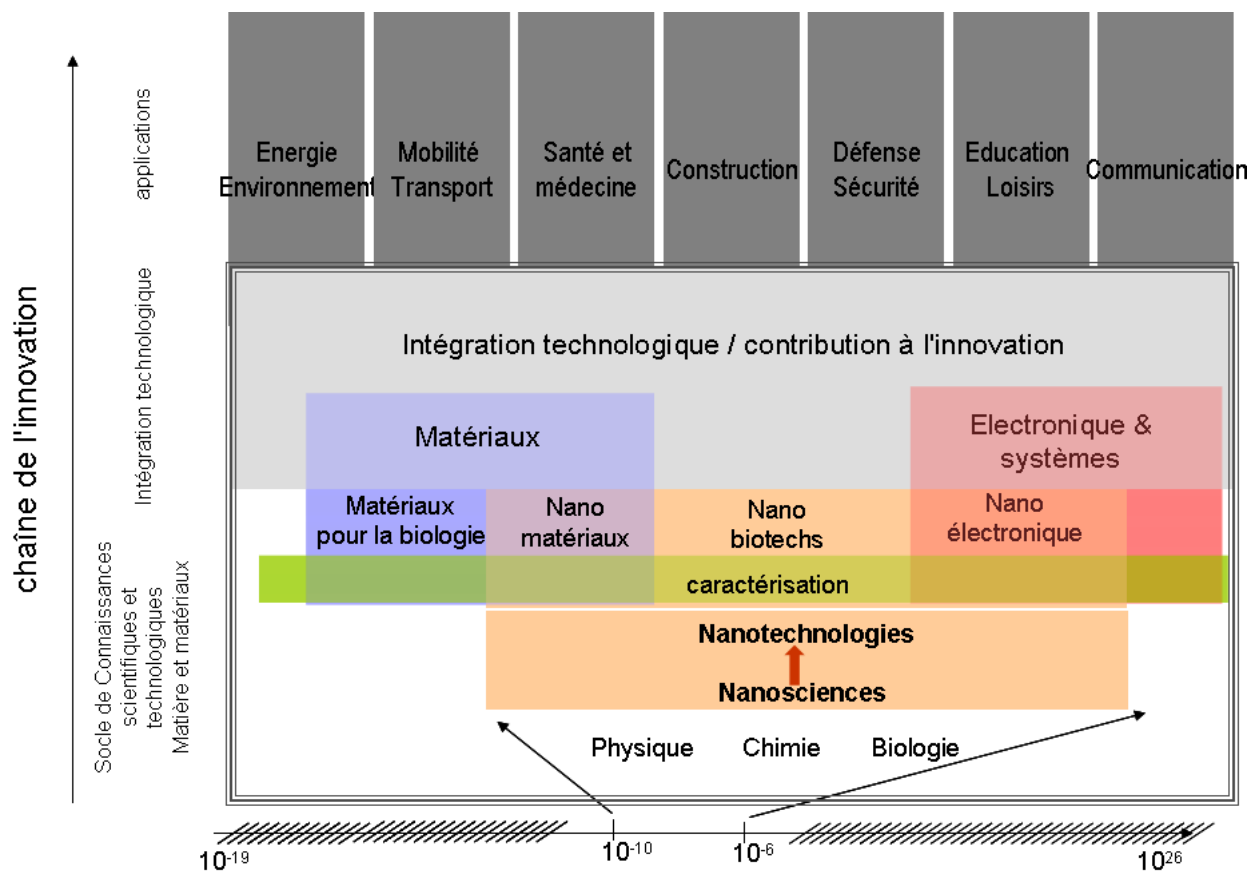 chaîne de l'innovation
applications
Intégration technologique
Socle de Connaissances
scientifiques et
technologiques
Matière et matériaux
Energie
Environnement
Mobilité
Transport
Santé et
médecine
Construction
Défense
Sécurité
Education
Loisirs
Communication
Intégration technologique / contribution à l'innovation
Matériaux
Electronique &
systèmes
Matériaux
pour la biologie
Nano
matériaux
Nano
biotechs
Nano
électronique
caractérisation
Nanotechnologies
Nanosciences
Physique Chimie Biologie
10-19 10-10 10-6 1026